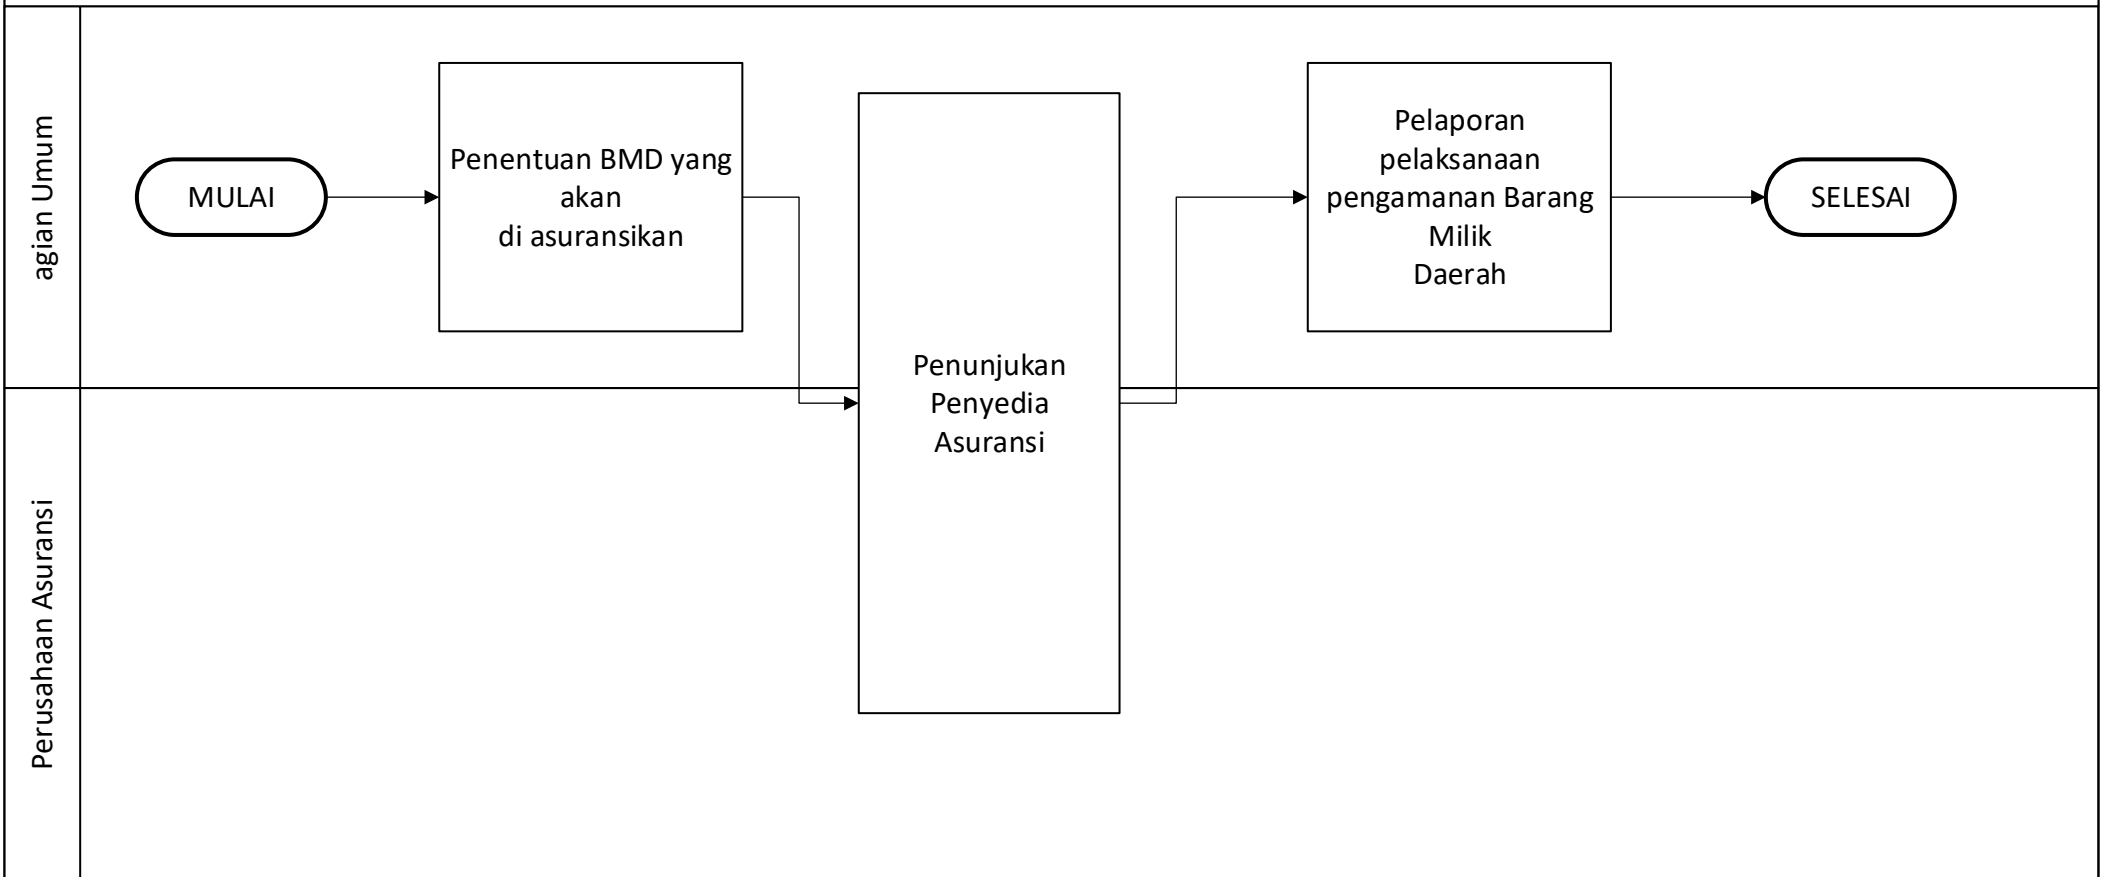 agian Umum
MULAI
Penentuan BMD yang
akan
di asuransikan
Penunjukan
Penyedia
Asuransi
Pelaporan
pelaksanaan
pengamanan Barang
Milik
Daerah
SELESAI
Perusahaan Asuransi